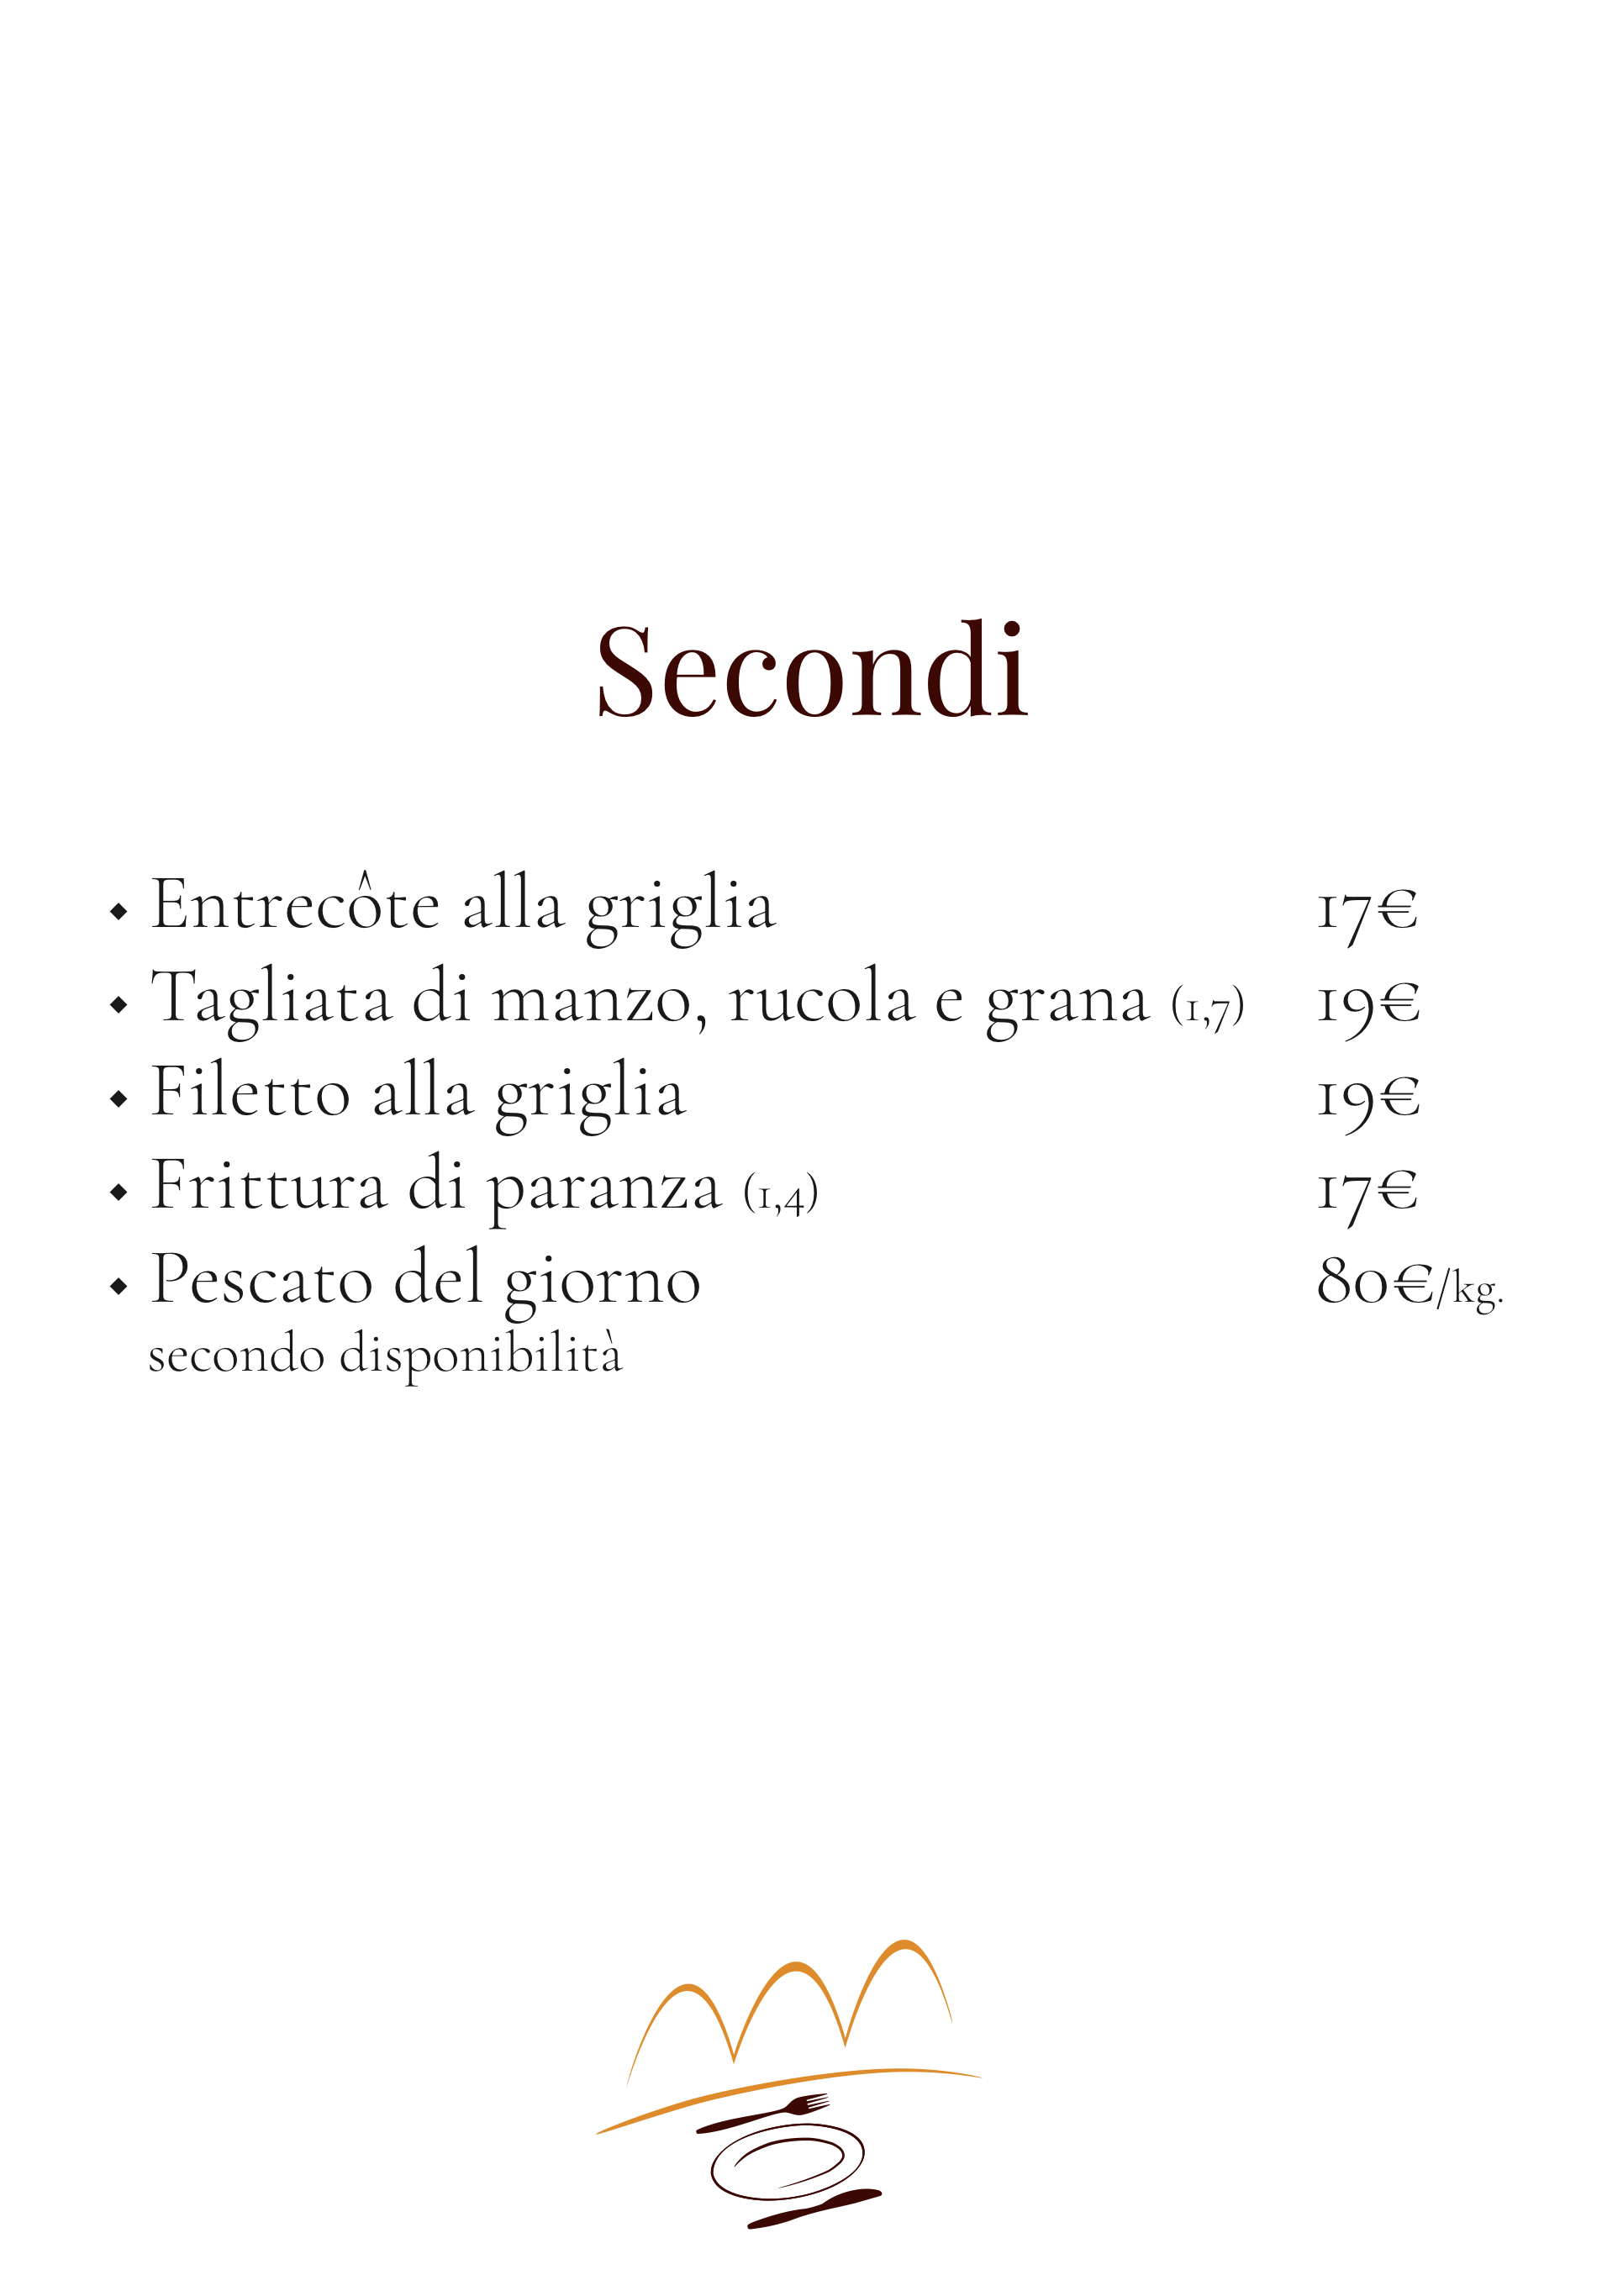 Secondi
◆ Entrecôte alla griglia 17€
◆ Tagliata di manzo, rucola e grana (1,7) 19€
◆ Filetto alla griglia 19€
◆ Frittura di paranza (1,4) 17€
◆ Pescato del giorno 80€/kg.
secondo disponibilità